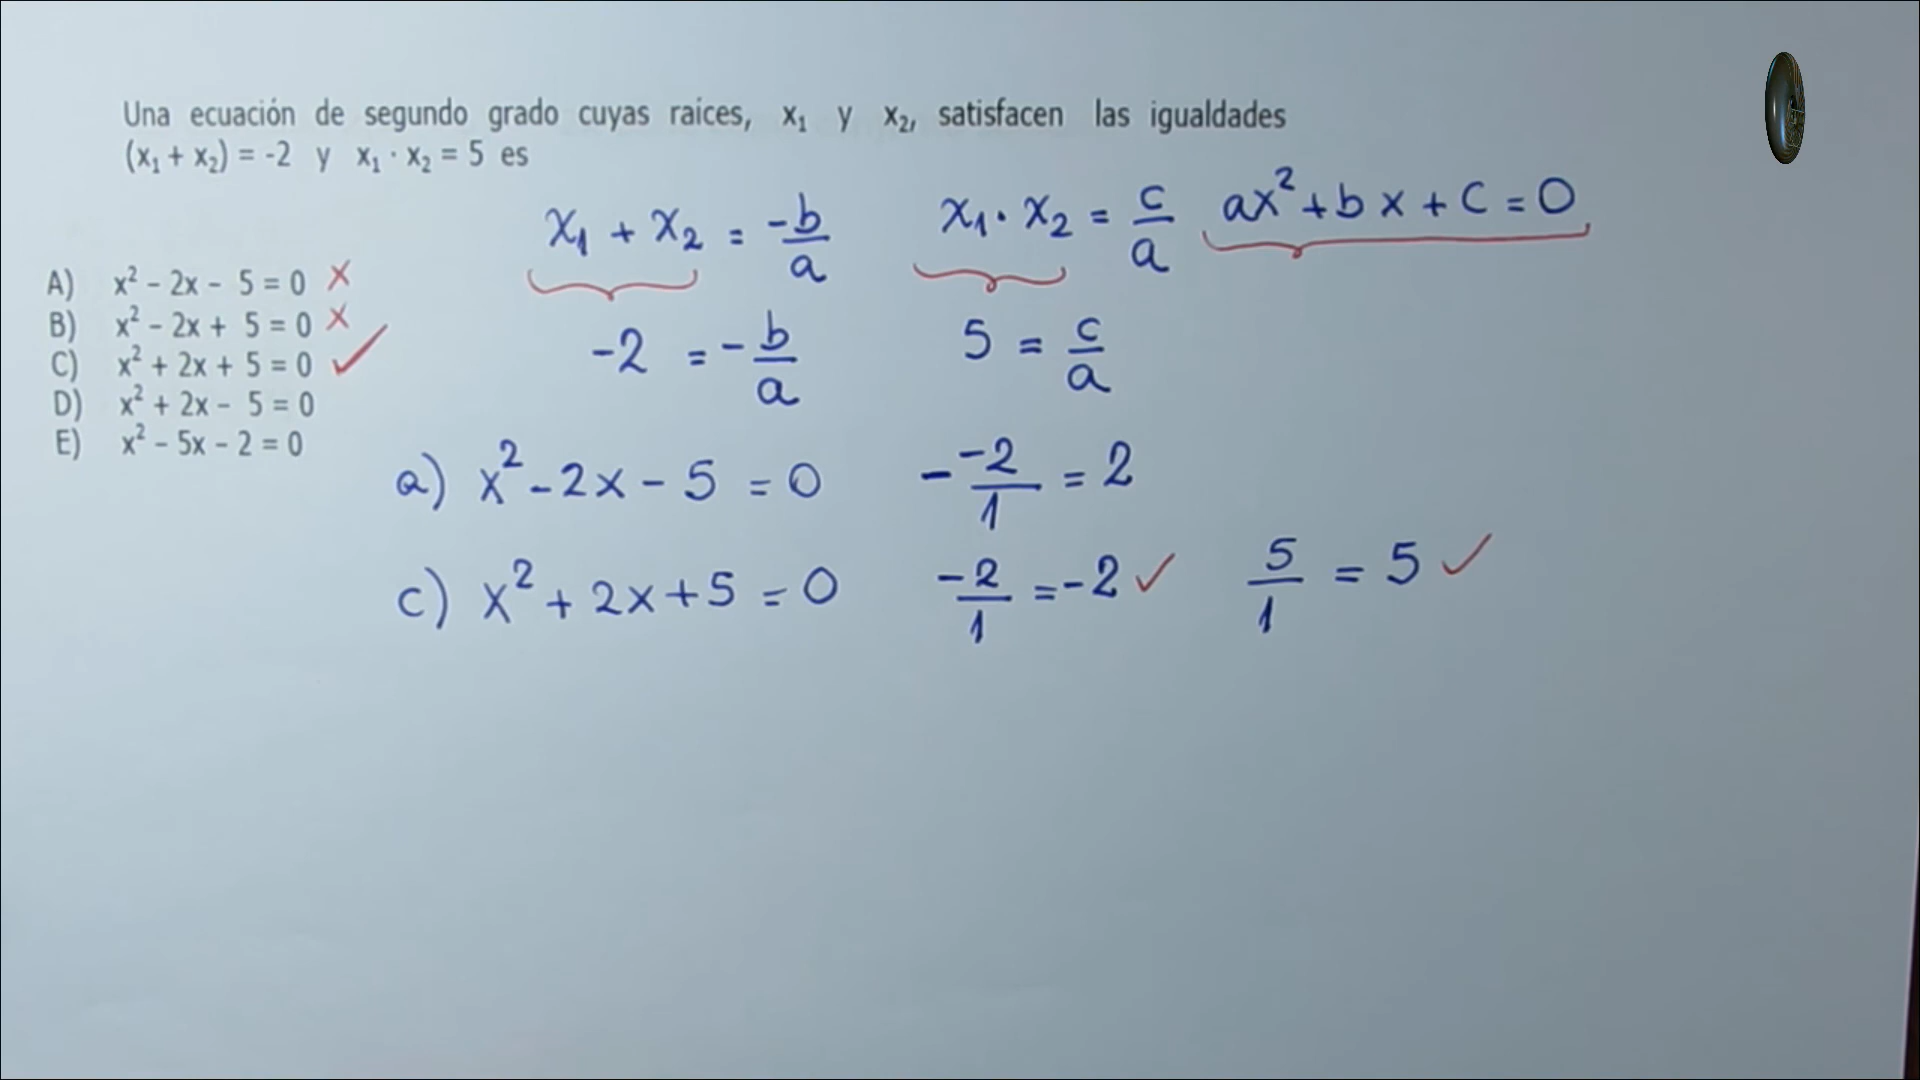 Una ecuación de segundo grado cuyas raíces, x₁ y x₂, satisfacen las igualdades
(x₁ + x₂) = -2 y x₁ · x₂ = 5 es
x₁ + x₂ = -b/a x₁ · x₂ = c/a ax² + bx + c = 0
A) x² - 2x - 5 = 0 ✗
B) x² - 2x + 5 = 0 ✗
C) x² + 2x + 5 = 0 ✓
D) x² + 2x - 5 = 0
E) x² - 5x - 2 = 0
-2 = -b/a 5 = c/a
a) x² - 2x - 5 = 0 - -2/1 = 2
c) x² + 2x + 5 = 0 -2/1 = -2 ✓ 5/1 = 5 ✓